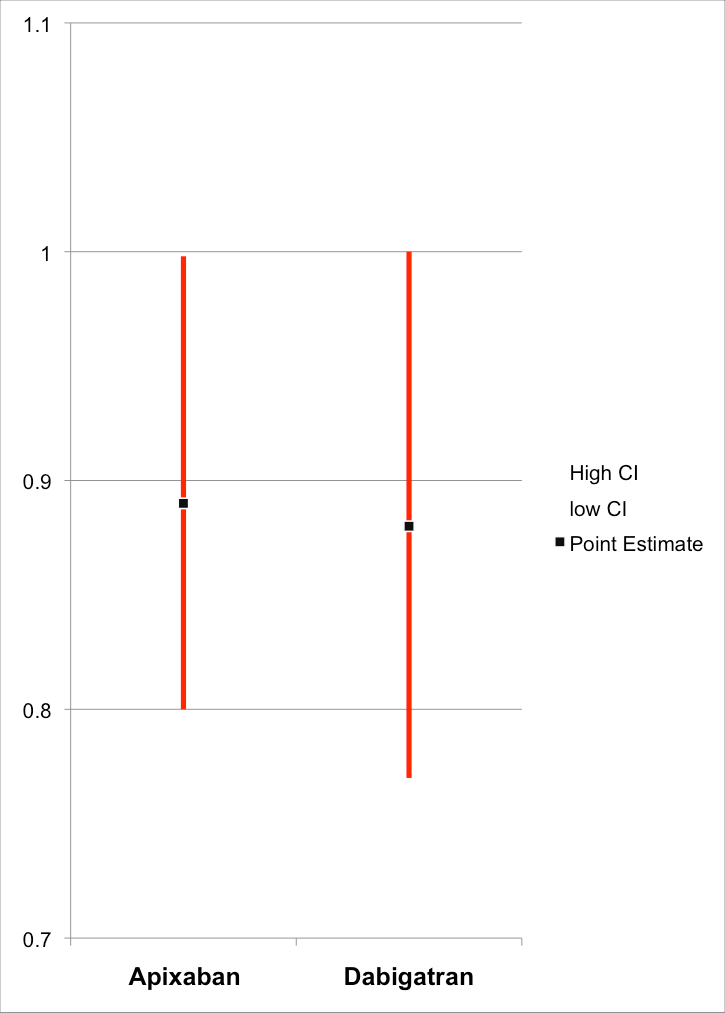 1.1
1
0.9
0.8
0.7
Apixaban Dabigatran
High CI
low CI
Point Estimate